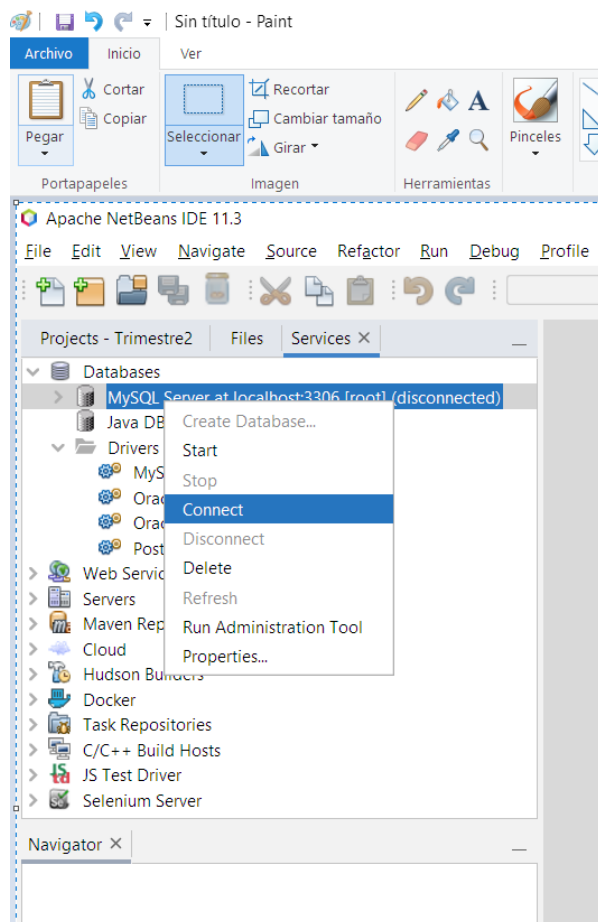 Sin título - Paint
Archivo Inicio Ver
Cortar
Copiar
Pegar
Portapapeles
Seleccionar
Recortar
Cambiar tamaño
Girar
Imagen
A
Herramientas
Pinceles
Apache NetBeans IDE 11.3
File Edit View Navigate Source Refactor Run Debug Profile
Projects - Trimestre2 Files Services
Databases
MySQL Server at localhost:3306 [root] (disconnected)
Java DB
Drivers
MyS
Orac
Orac
Post
Create Database...
Start
Stop
Connect
Disconnect
Delete
Refresh
Run Administration Tool
Properties...
Web Servic
Servers
Maven Rep
Cloud
Hudson Builders
Docker
Task Repositories
C/C++ Build Hosts
JS Test Driver
Selenium Server
Navigator